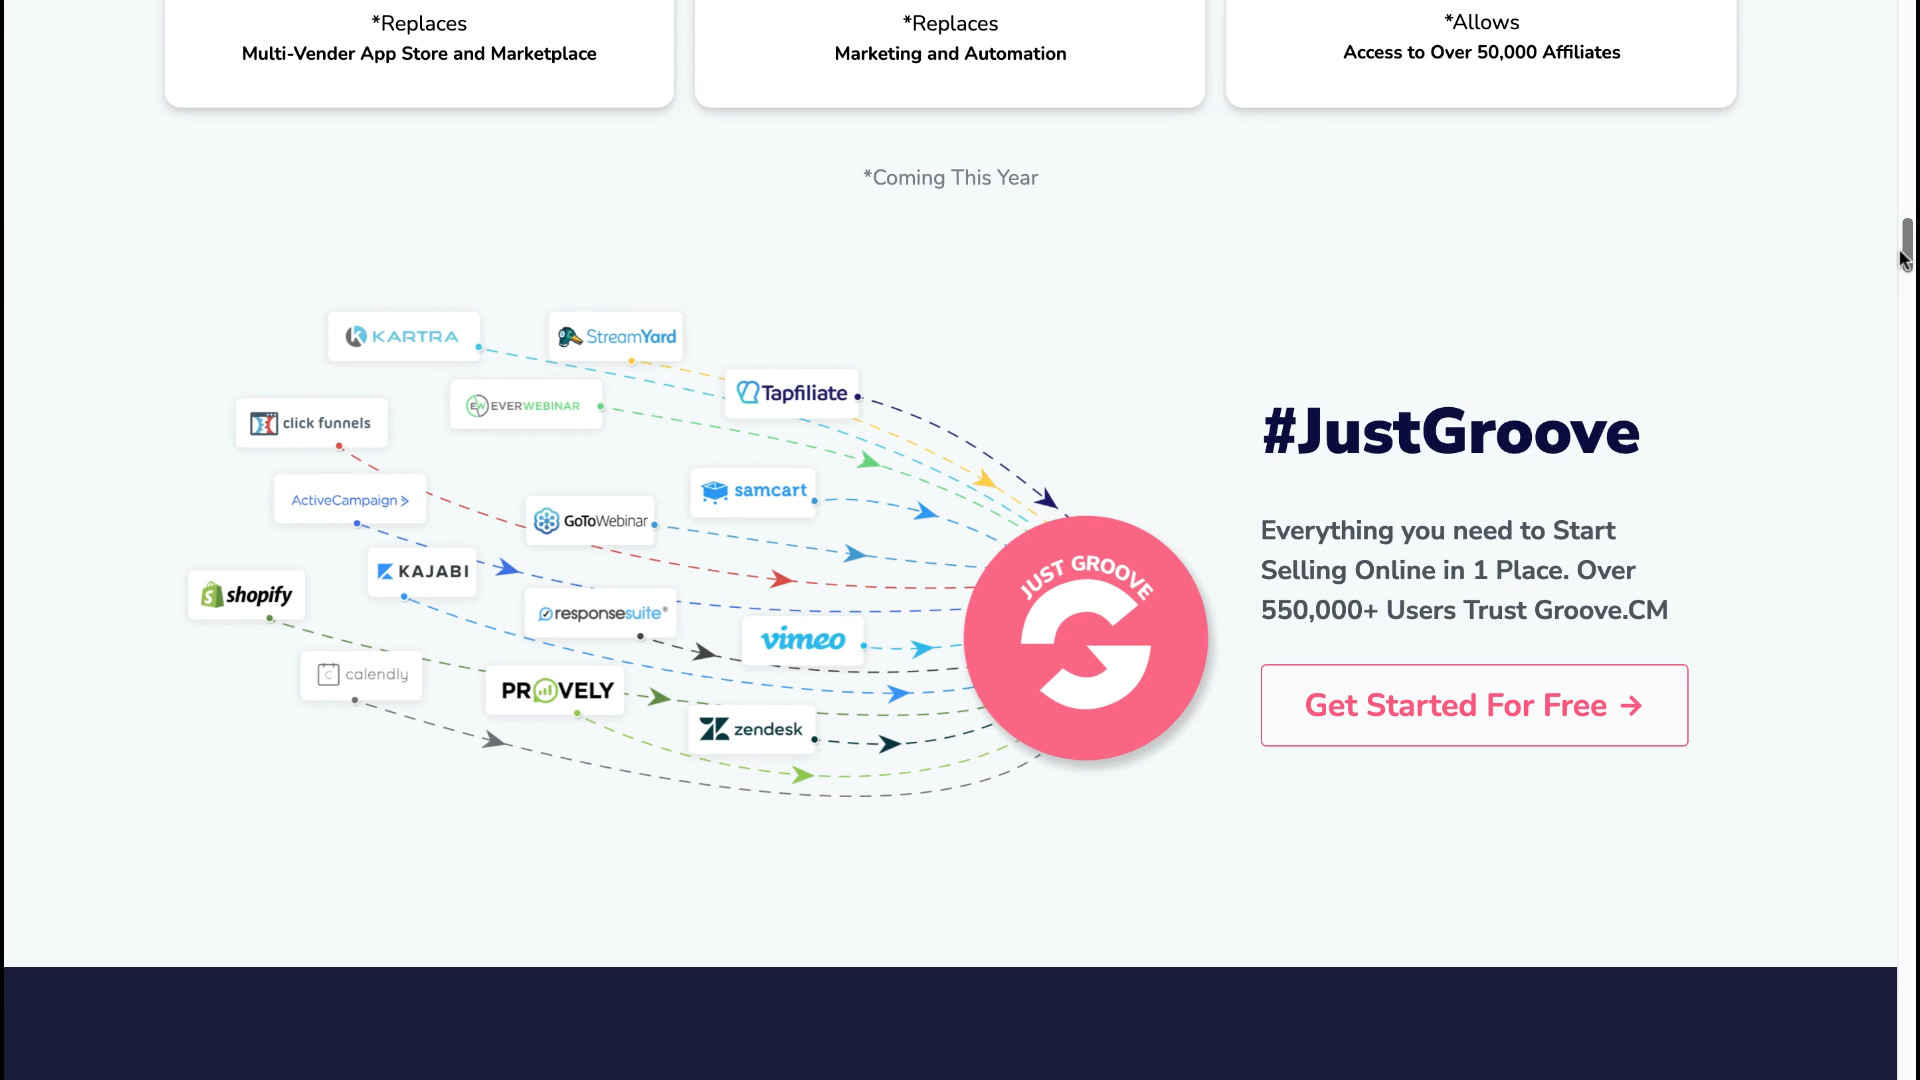 *Replaces
Multi-Vender App Store and Marketplace
*Replaces
Marketing and Automation
*Allows
Access to Over 50,000 Affiliates
*Coming This Year
KARTRA
StreamYard
Tapfiliate
EW EVERWEBINAR
click funnels
samcart
ActiveCampaign >
GoToWebinar
KAJABI
shopify
responsesuite®
vimeo
C calendly
PROVELY
zendesk
JUST GROOVE
#JustGroove
Everything you need to Start
Selling Online in 1 Place. Over
550,000+ Users Trust Groove.CM
Get Started For Free →